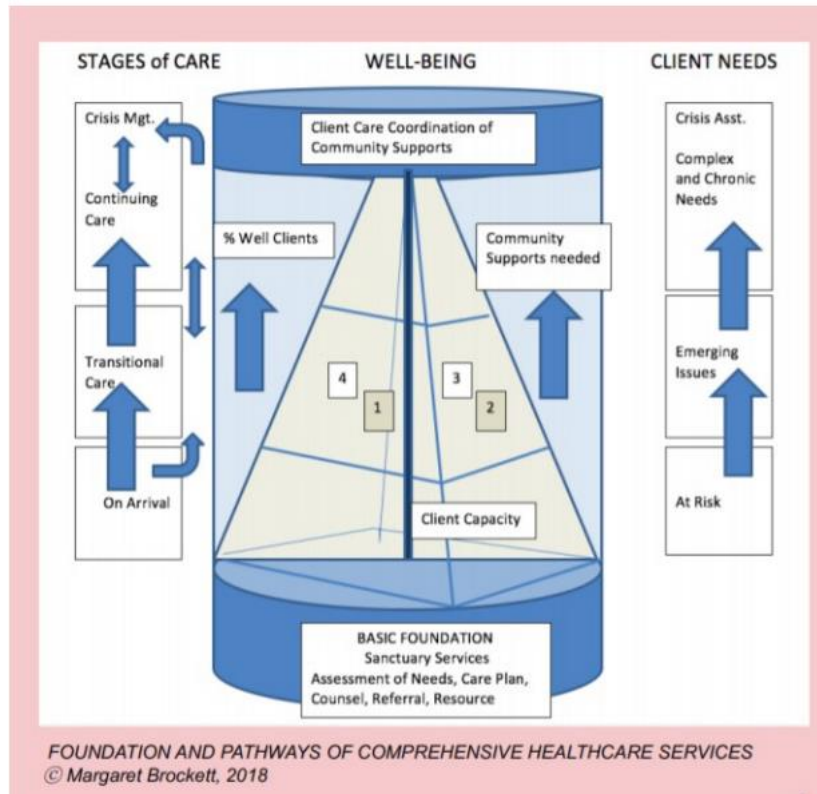 STAGES of CARE
WELL-BEING
CLIENT NEEDS
Crisis Mgt.
Continuing
Care
Transitional
Care
On Arrival
Client Care Coordination of
Community Supports
% Well Clients
Community
Supports needed
4
1
3
2
Client Capacity
BASIC FOUNDATION
Sanctuary Services
Assessment of Needs, Care Plan,
Counsel, Referral, Resource
Crisis Asst.
Complex
and Chronic
Needs
Emerging
Issues
At Risk
FOUNDATION AND PATHWAYS OF COMPREHENSIVE HEALTHCARE SERVICES
© Margaret Brockett, 2018